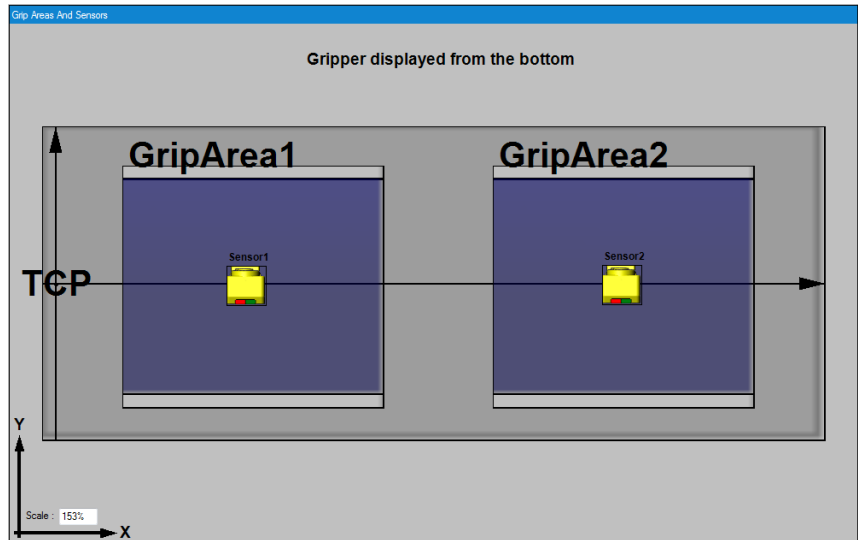 Grip Areas And Sensors
Gripper displayed from the bottom
GripArea1
GripArea2
Sensor1
Sensor2
TCP
Y
Scale : 153%
X